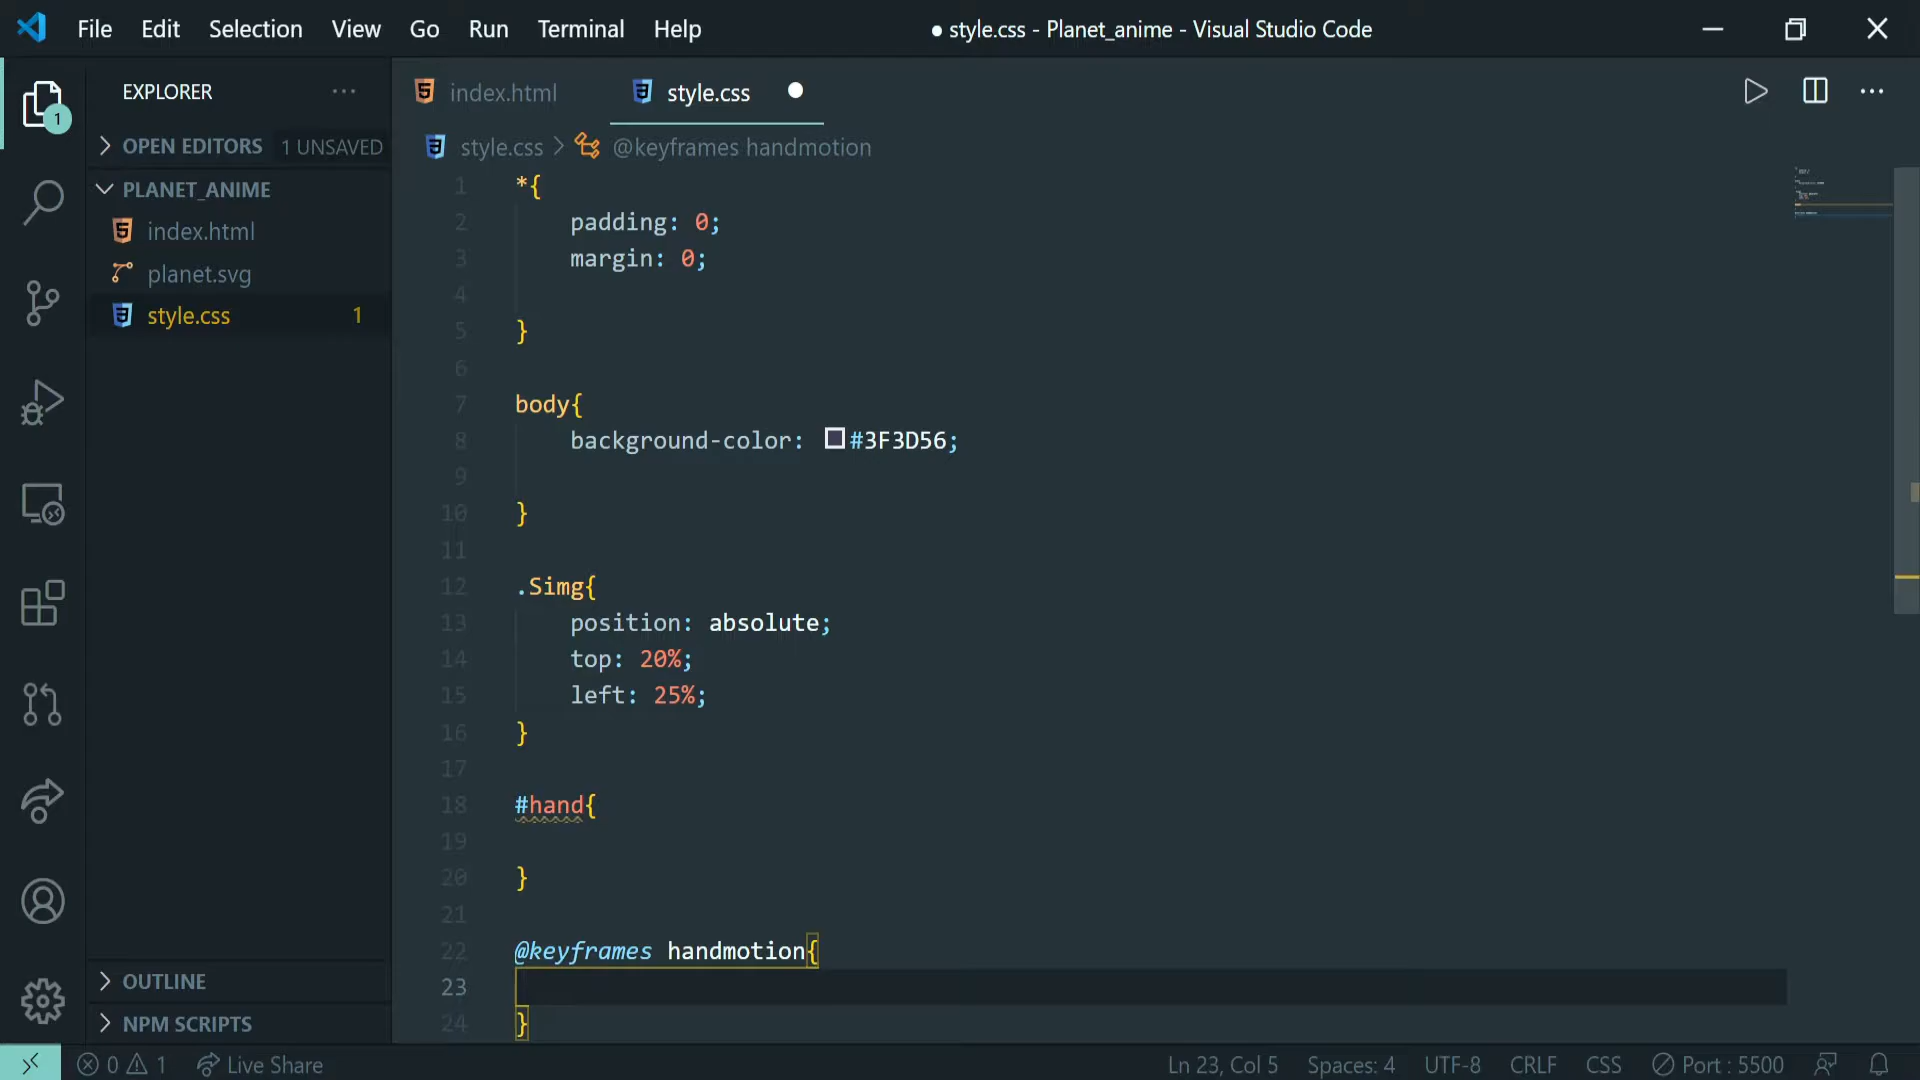 File Edit Selection View Go Run Terminal Help
● style.css - Planet_anime - Visual Studio Code
1
EXPLORER ...
OPEN EDITORS 1 UNSAVED
PLANET_ANIME
index.html
planet.svg
style.css 1
OUTLINE
NPM SCRIPTS
index.html style.css ●
style.css > @keyframes handmotion
1 *{
2 padding: 0;
3 margin: 0;
4
5 }
6
7 body{
8 background-color: #3F3D56;
9
10 }
11
12 .Simg{
13 position: absolute;
14 top: 20%;
15 left: 25%;
16 }
17
18 #hand{
19
20 }
21
22 @keyframes handmotion{
23
24 }
0 1 Live Share Ln 23, Col 5 Spaces: 4 UTF-8 CRLF CSS Port : 5500